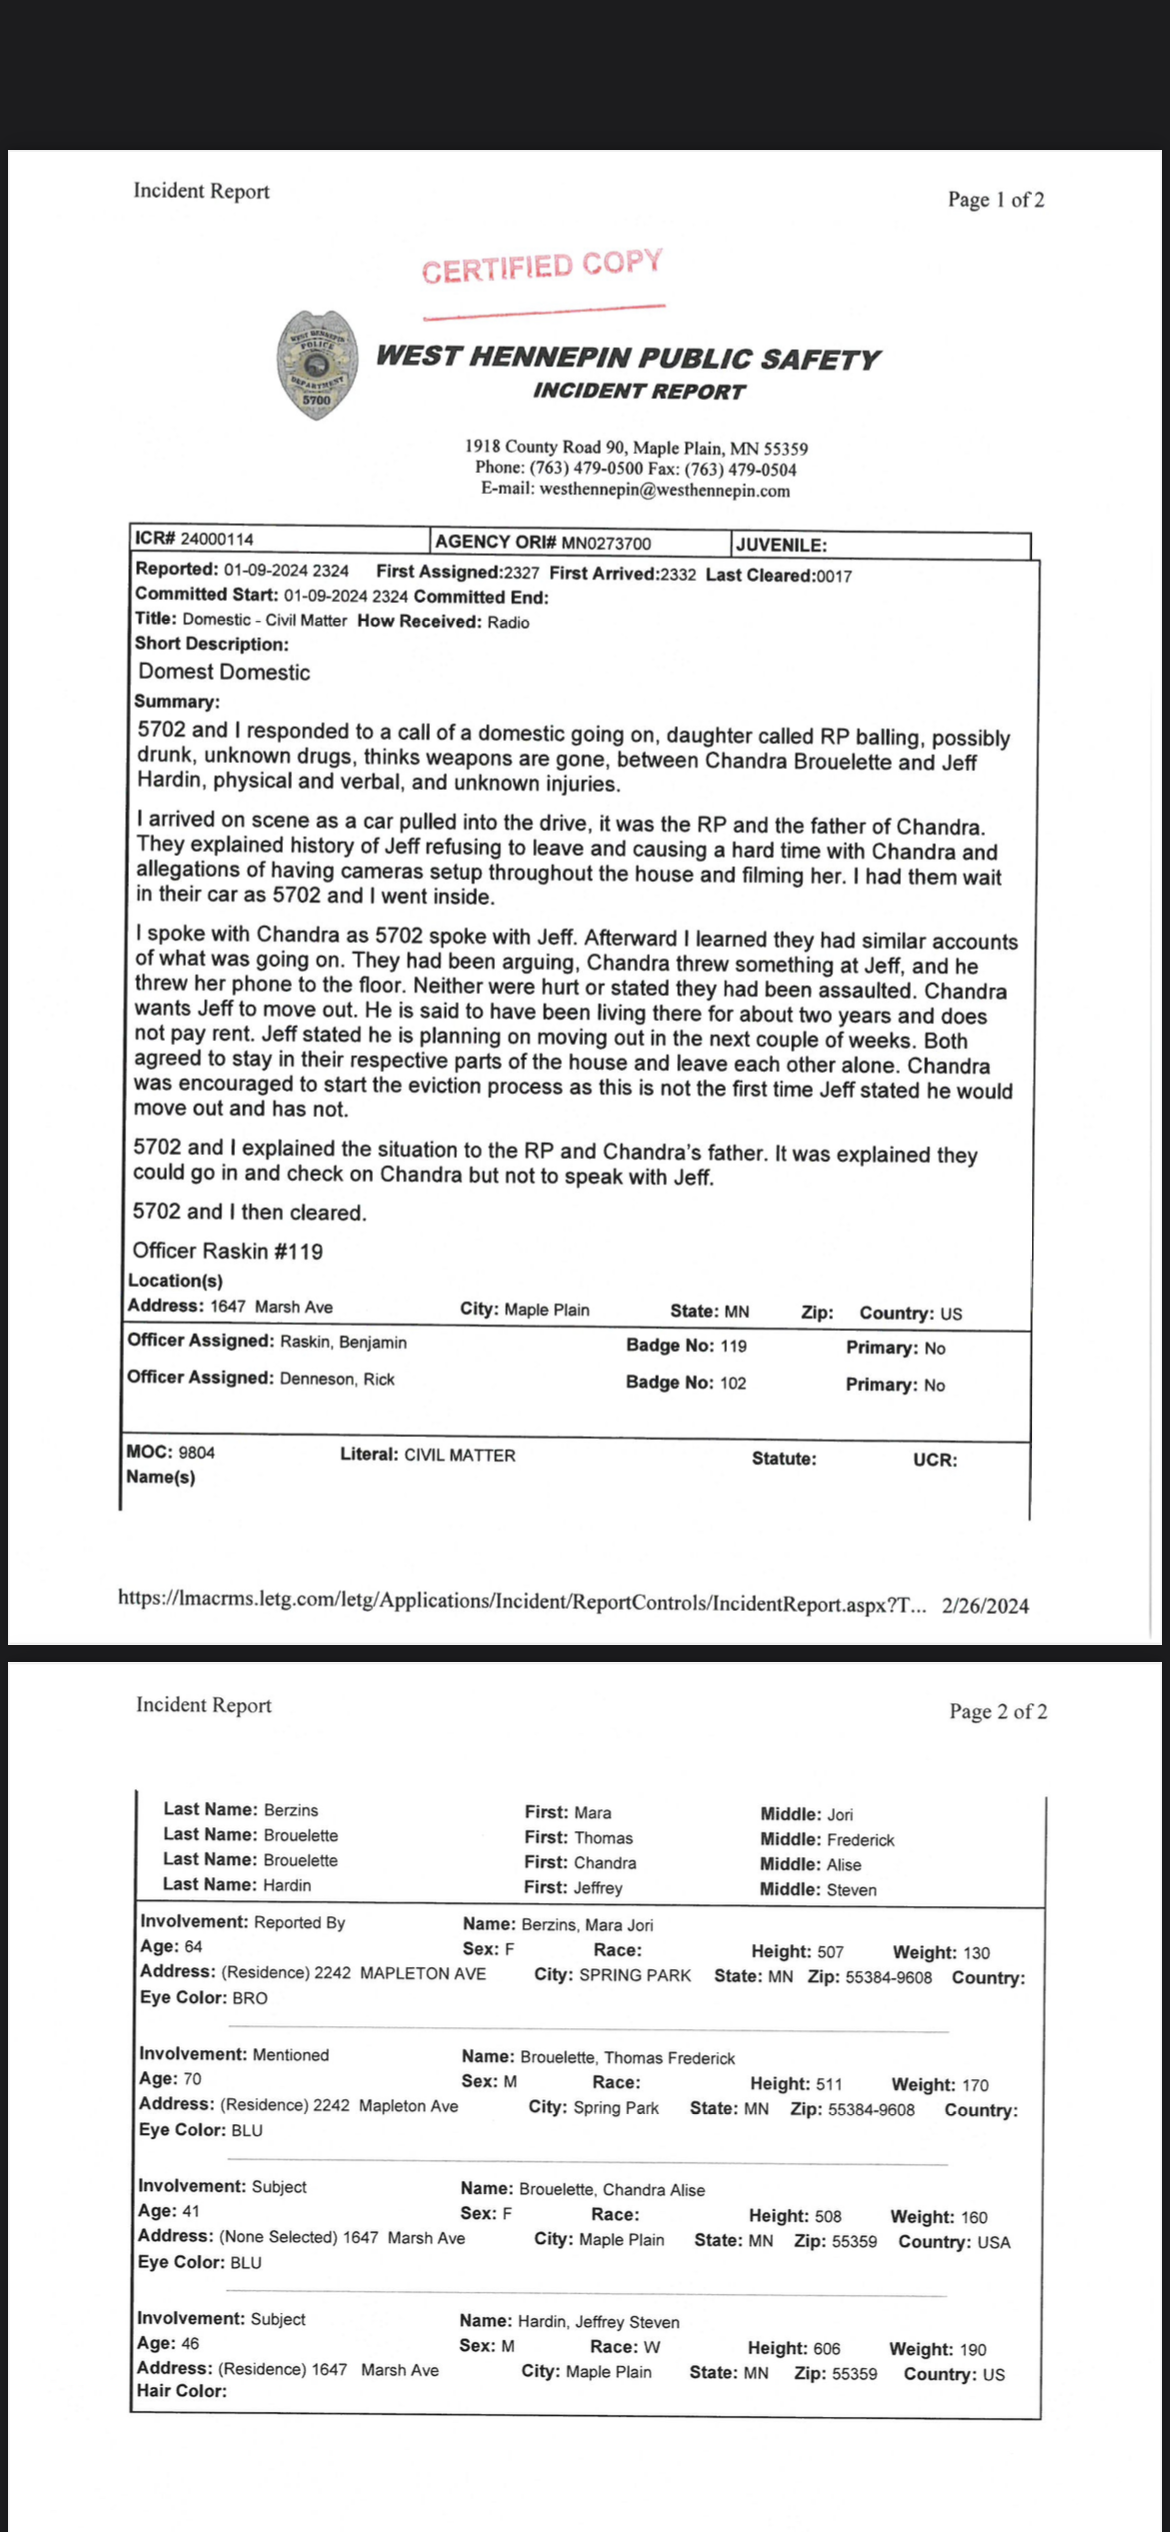 Incident Report
Page 1 of 2
CERTIFIED COPY
WEST HENNEPIN
POLICE
DEPARTMENT
5700
WEST HENNEPIN PUBLIC SAFETY
INCIDENT REPORT
1918 County Road 90, Maple Plain, MN 55359
Phone: (763) 479-0500 Fax: (763) 479-0504
E-mail: westhennepin@westhennepin.com
ICR# 24000114 AGENCY ORI# MN0273700 JUVENILE:
Reported: 01-09-2024 2324 First Assigned:2327 First Arrived:2332 Last Cleared:0017
Committed Start: 01-09-2024 2324 Committed End:
Title: Domestic - Civil Matter How Received: Radio
Short Description:
Domest Domestic
Summary:
5702 and I responded to a call of a domestic going on, daughter called RP balling, possibly
drunk, unknown drugs, thinks weapons are gone, between Chandra Brouelette and Jeff
Hardin, physical and verbal, and unknown injuries.
I arrived on scene as a car pulled into the drive, it was the RP and the father of Chandra.
They explained history of Jeff refusing to leave and causing a hard time with Chandra and
allegations of having cameras setup throughout the house and filming her. I had them wait
in their car as 5702 and I went inside.
I spoke with Chandra as 5702 spoke with Jeff. Afterward I learned they had similar accounts
of what was going on. They had been arguing, Chandra threw something at Jeff, and he
threw her phone to the floor. Neither were hurt or stated they had been assaulted. Chandra
wants Jeff to move out. He is said to have been living there for about two years and does
not pay rent. Jeff stated he is planning on moving out in the next couple of weeks. Both
agreed to stay in their respective parts of the house and leave each other alone. Chandra
was encouraged to start the eviction process as this is not the first time Jeff stated he would
move out and has not.
5702 and I explained the situation to the RP and Chandra's father. It was explained they
could go in and check on Chandra but not to speak with Jeff.
5702 and I then cleared.
Officer Raskin #119
Location(s)
Address: 1647 Marsh Ave City: Maple Plain State: MN Zip: Country: US
Officer Assigned: Raskin, Benjamin Badge No: 119 Primary: No
Officer Assigned: Denneson, Rick Badge No: 102 Primary: No
MOC: 9804 Literal: CIVIL MATTER Statute: UCR:
Name(s)
https://lmacrms.letg.com/letg/Applications/Incident/ReportControls/IncidentReport.aspx?T... 2/26/2024
Incident Report
Page 2 of 2
Last Name: Berzins First: Mara Middle: Jori
Last Name: Brouelette First: Thomas Middle: Frederick
Last Name: Brouelette First: Chandra Middle: Alise
Last Name: Hardin First: Jeffrey Middle: Steven
Involvement: Reported By Name: Berzins, Mara Jori
Age: 64 Sex: F Race: Height: 507 Weight: 130
Address: (Residence) 2242 MAPLETON AVE City: SPRING PARK State: MN Zip: 55384-9608 Country:
Eye Color: BRO
Involvement: Mentioned Name: Brouelette, Thomas Frederick
Age: 70 Sex: M Race: Height: 511 Weight: 170
Address: (Residence) 2242 Mapleton Ave City: Spring Park State: MN Zip: 55384-9608 Country:
Eye Color: BLU
Involvement: Subject Name: Brouelette, Chandra Alise
Age: 41 Sex: F Race: Height: 508 Weight: 160
Address: (None Selected) 1647 Marsh Ave City: Maple Plain State: MN Zip: 55359 Country: USA
Eye Color: BLU
Involvement: Subject Name: Hardin, Jeffrey Steven
Age: 46 Sex: M Race: W Height: 606 Weight: 190
Address: (Residence) 1647 Marsh Ave City: Maple Plain State: MN Zip: 55359 Country: US
Hair Color: